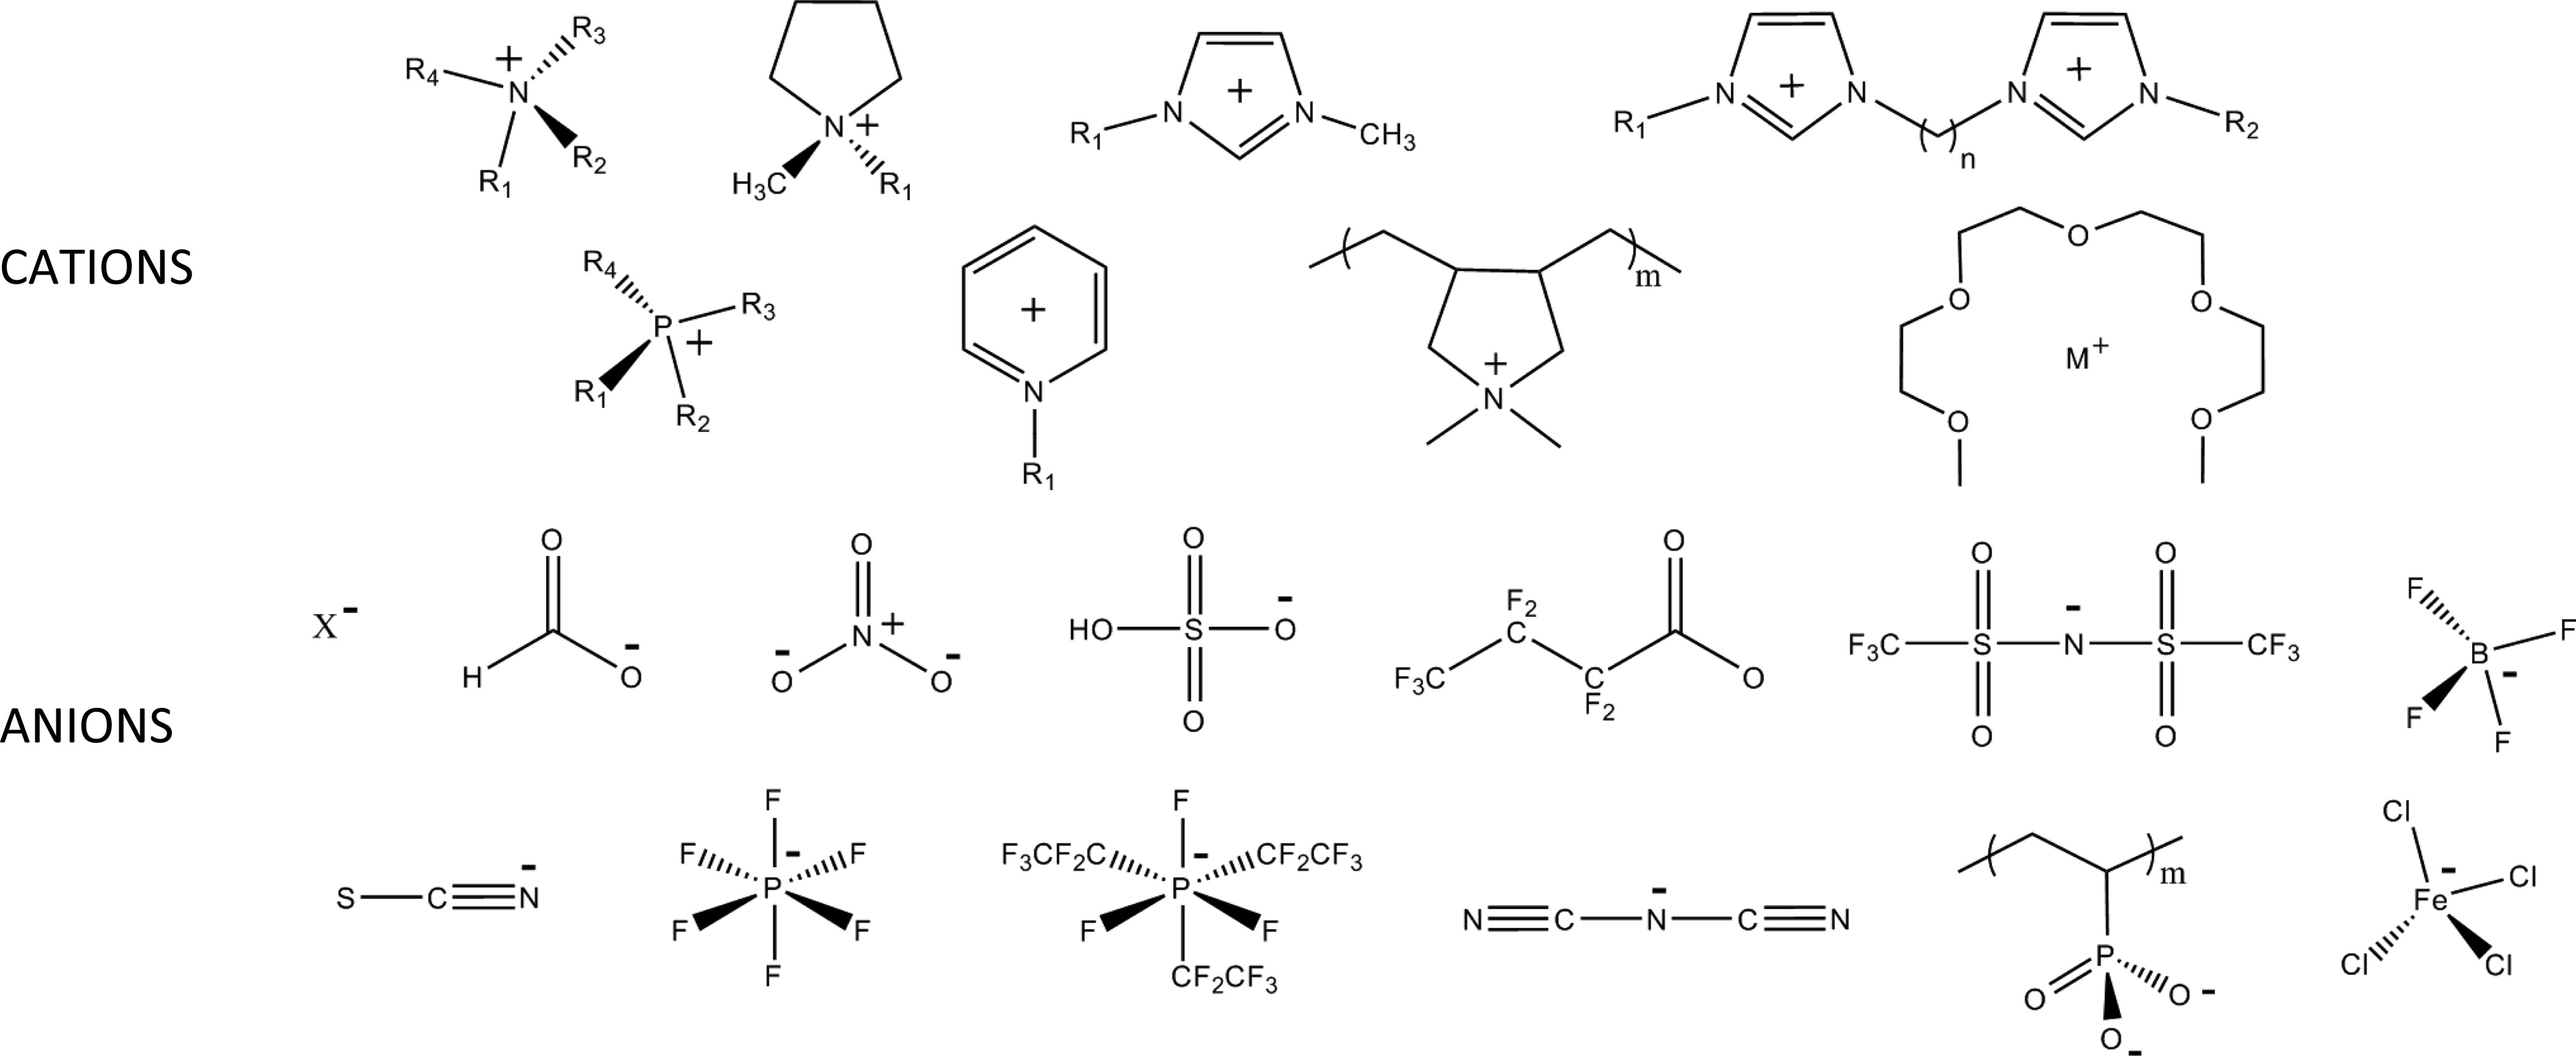 R3
+
R4
N
R2
R1
N +
H3C
R1
+
N
N
R1
CH3
+
+
N
N
N
N
R1
( )n
R2
CATIONS
R4
R3
P
+
R1
R2
+
N
R1
( )m
+
N
O
O
O
M+
O
O
ANIONS
X-
O
-
H
O
O
N +
-
-
O
O
O
-
HO
S
O
O
O
F2
C
F3C
C
O
F2
O
O
-
F3C
S
N
S
CF3
O
O
F
F
B
-
F
F
-
S
C
N
F
F
-
F
P
F
F
F
F
F3CF2C
-
CF2CF3
P
F
F
CF2CF3
-
N
C
N
C
N
( )m
P
O
O -
O -
Cl
-
Cl
Fe
Cl
Cl